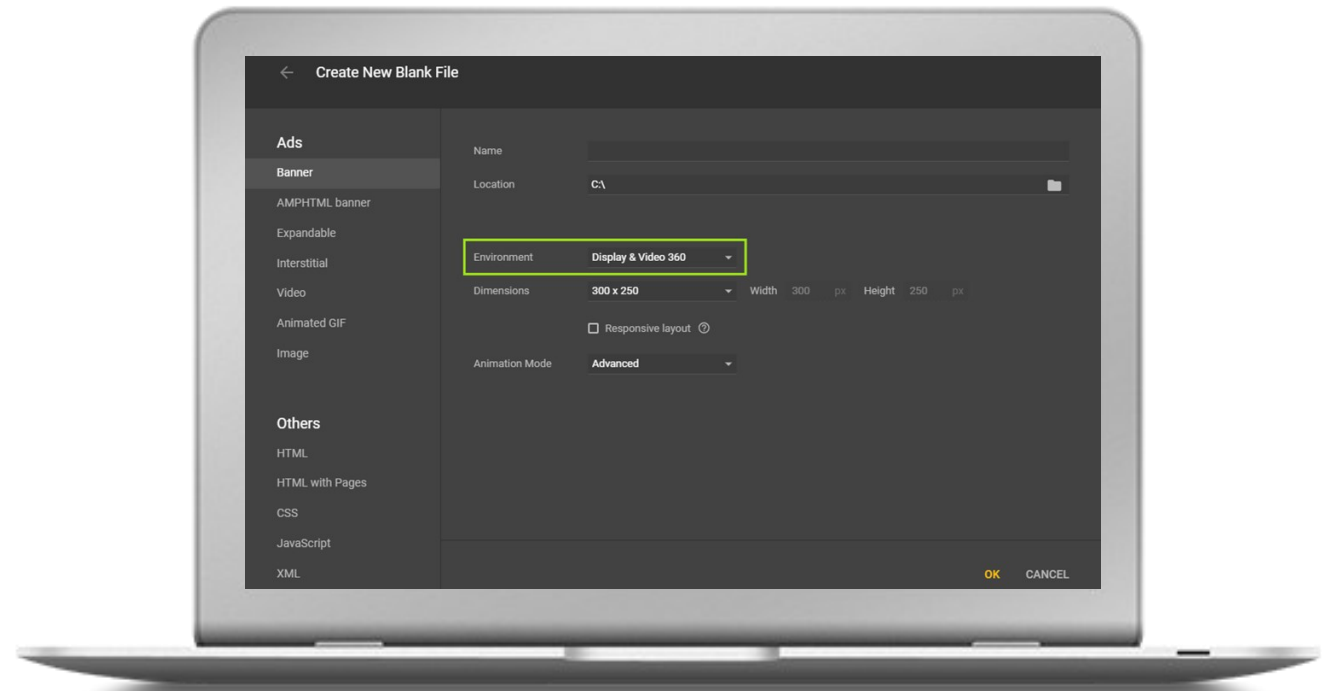 Create New Blank File
Ads
Banner
AMPHTML banner
Expandable
Interstitial
Video
Animated GIF
Image
Others
HTML
HTML with Pages
CSS
JavaScript
XML
Name
Location C:\
Environment Display & Video 360
Dimensions 300 x 250 Width 300 px Height 250 px
Responsive layout
Animation Mode Advanced
OK CANCEL